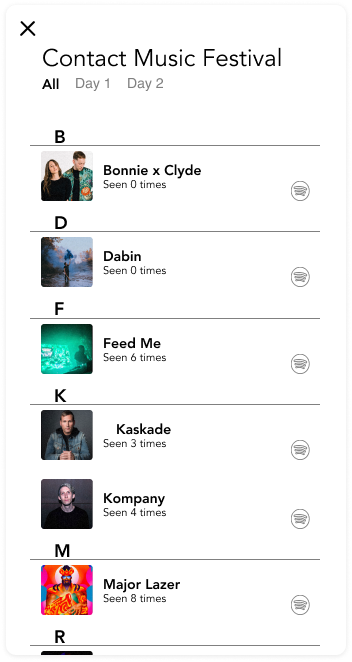 Contact Music Festival
All Day 1 Day 2
B
Bonnie x Clyde
Seen 0 times
D
Dabin
Seen 0 times
F
Feed Me
Seen 6 times
K
Kaskade
Seen 3 times
Kompany
Seen 4 times
M
Major Lazer
Seen 8 times
R